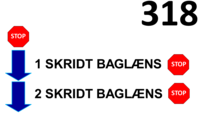 318
STOP
1 SKRIDT BAGLÆNS STOP
2 SKRIDT BAGLÆNS STOP